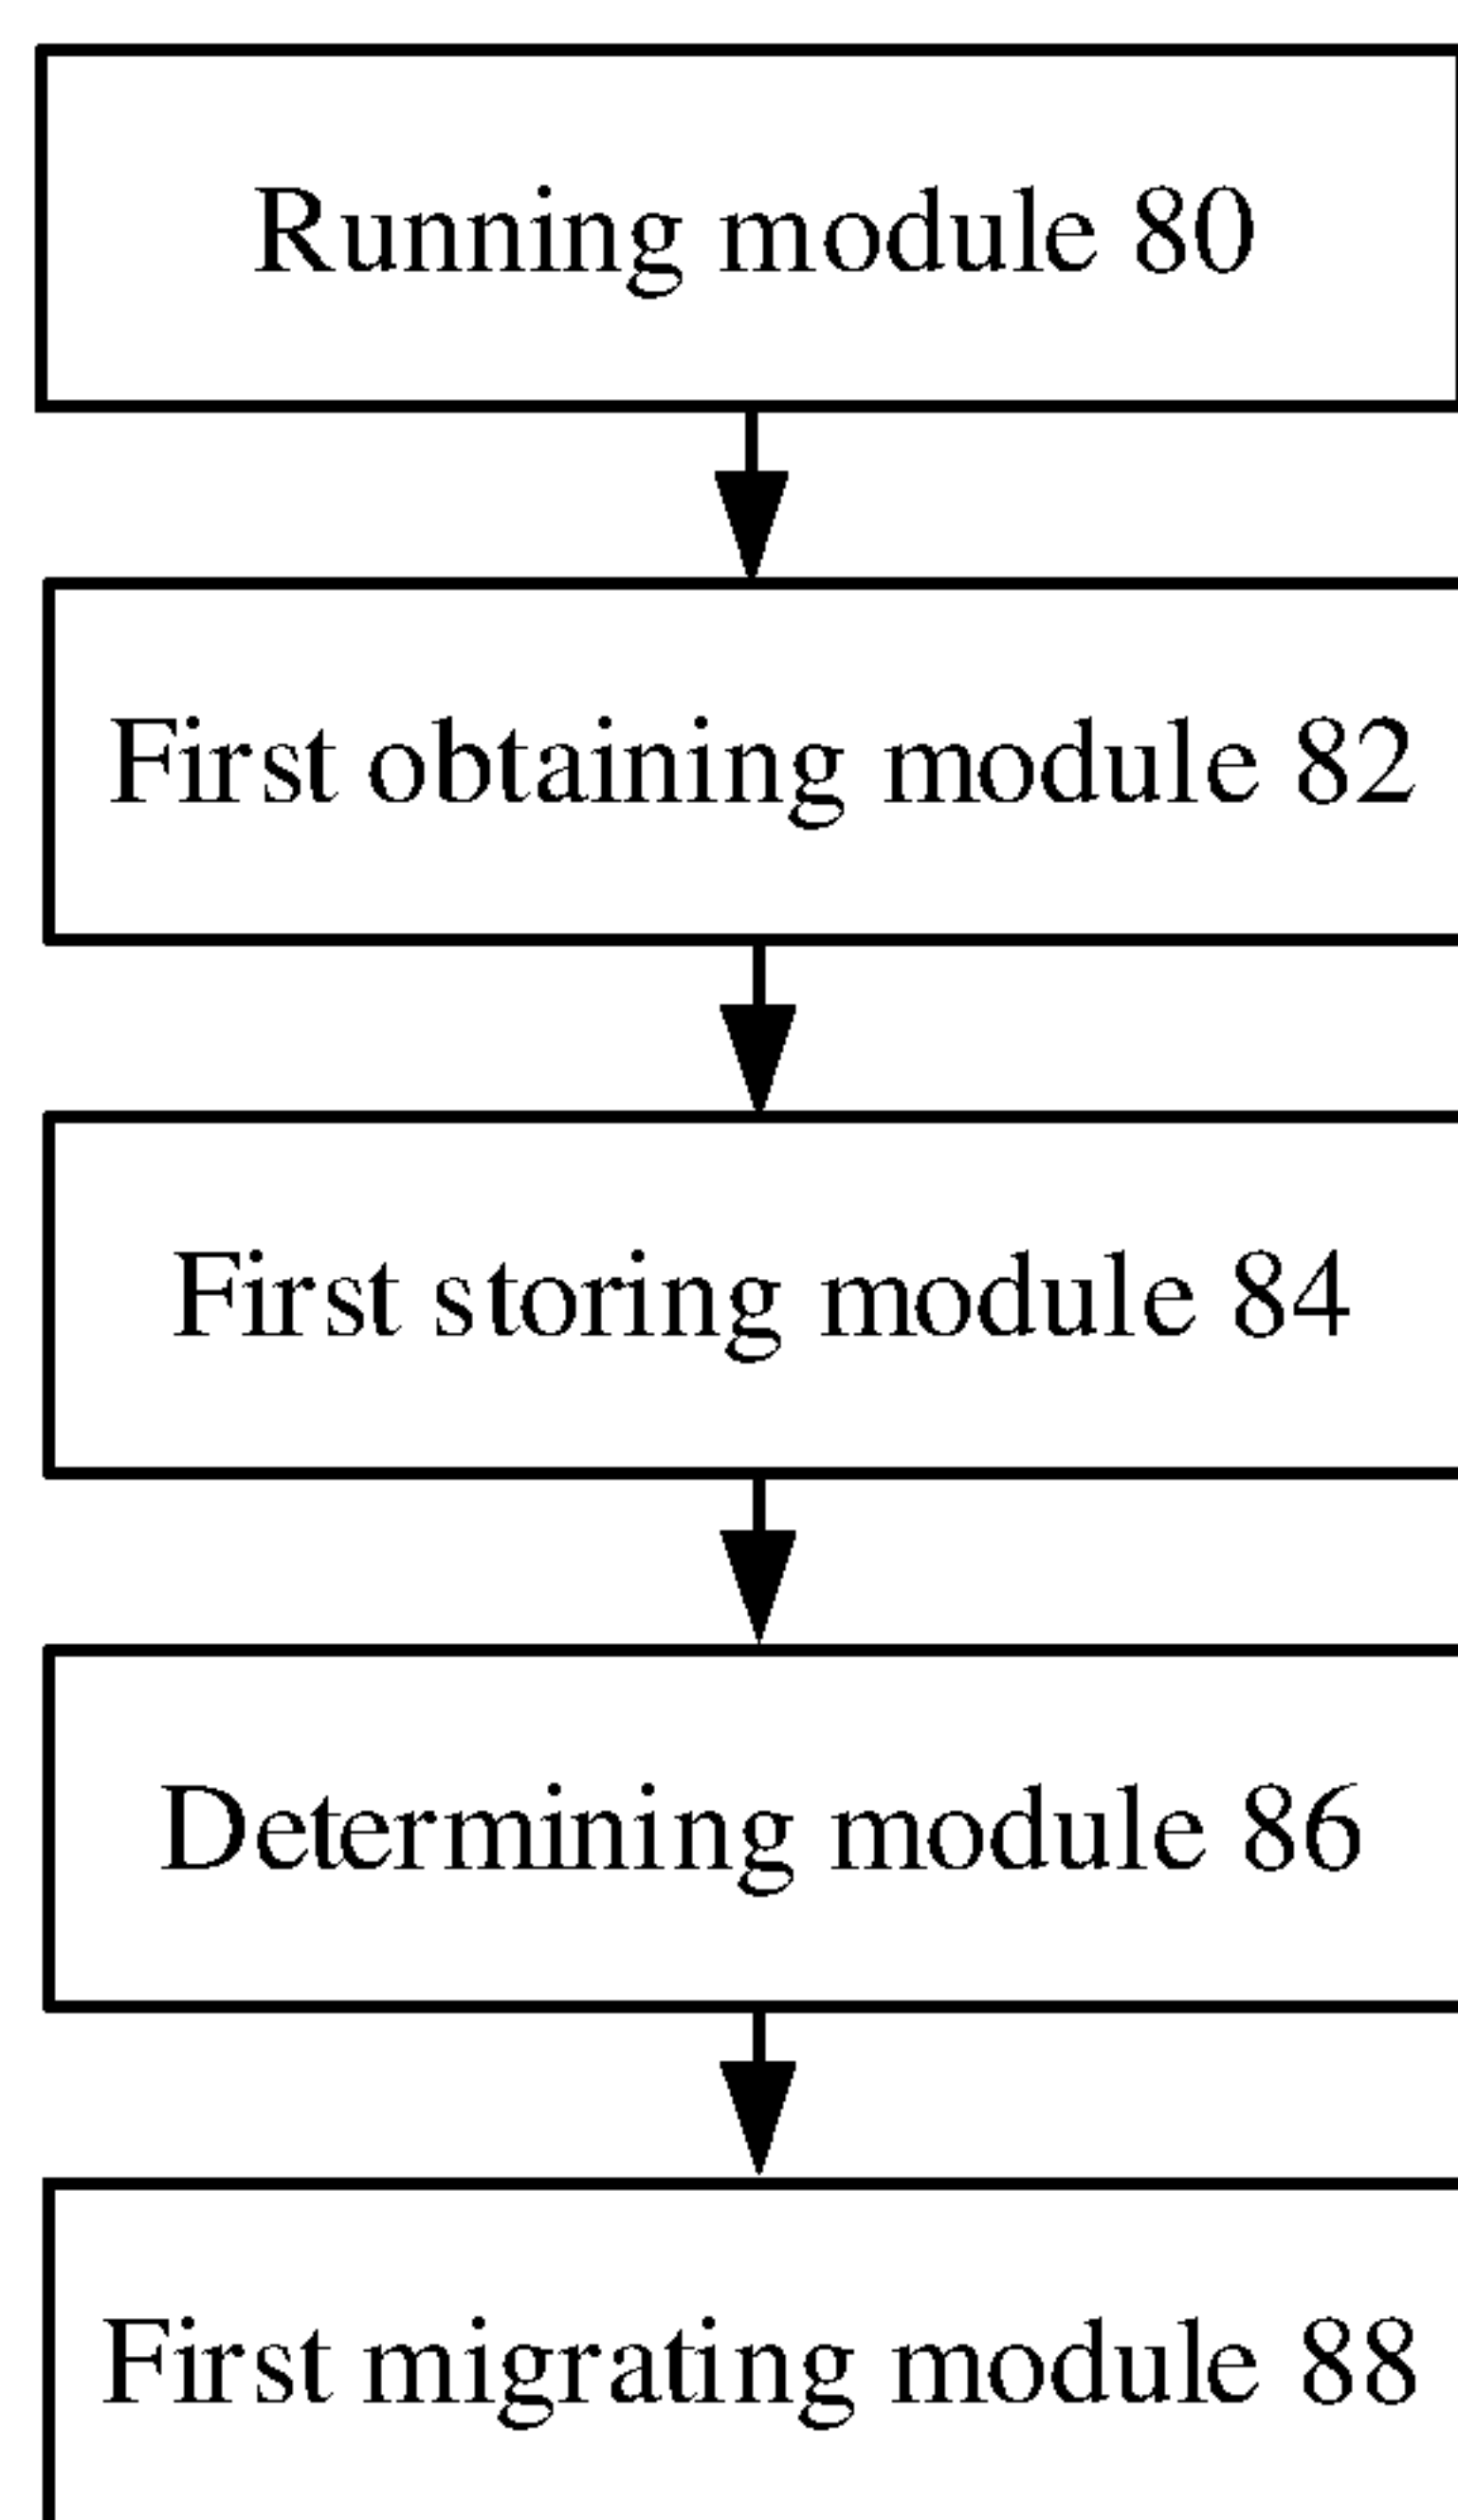 Running module 80
First obtaining module 82
First storing module 84
Determining module 86
First migrating module 88